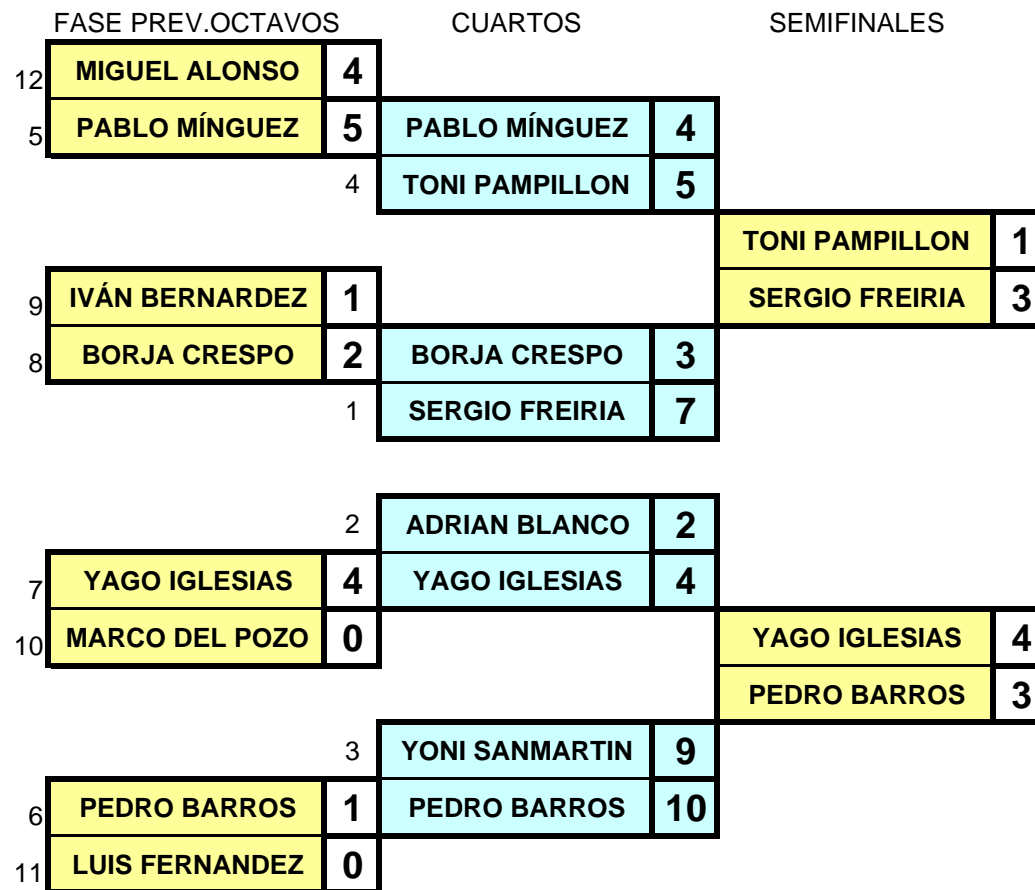 FASE PREV.OCTAVOS CUARTOS SEMIFINALES
12 MIGUEL ALONSO 4
5 PABLO MÍNGUEZ 5 PABLO MÍNGUEZ 4
4 TONI PAMPILLON 5
TONI PAMPILLON 1
9 IVÁN BERNARDEZ 1 SERGIO FREIRIA 3
8 BORJA CRESPO 2 BORJA CRESPO 3
1 SERGIO FREIRIA 7
2 ADRIAN BLANCO 2
7 YAGO IGLESIAS 4 YAGO IGLESIAS 4
10 MARCO DEL POZO 0 YAGO IGLESIAS 4
PEDRO BARROS 3
3 YONI SANMARTIN 9
6 PEDRO BARROS 1 PEDRO BARROS 10
11 LUIS FERNANDEZ 0